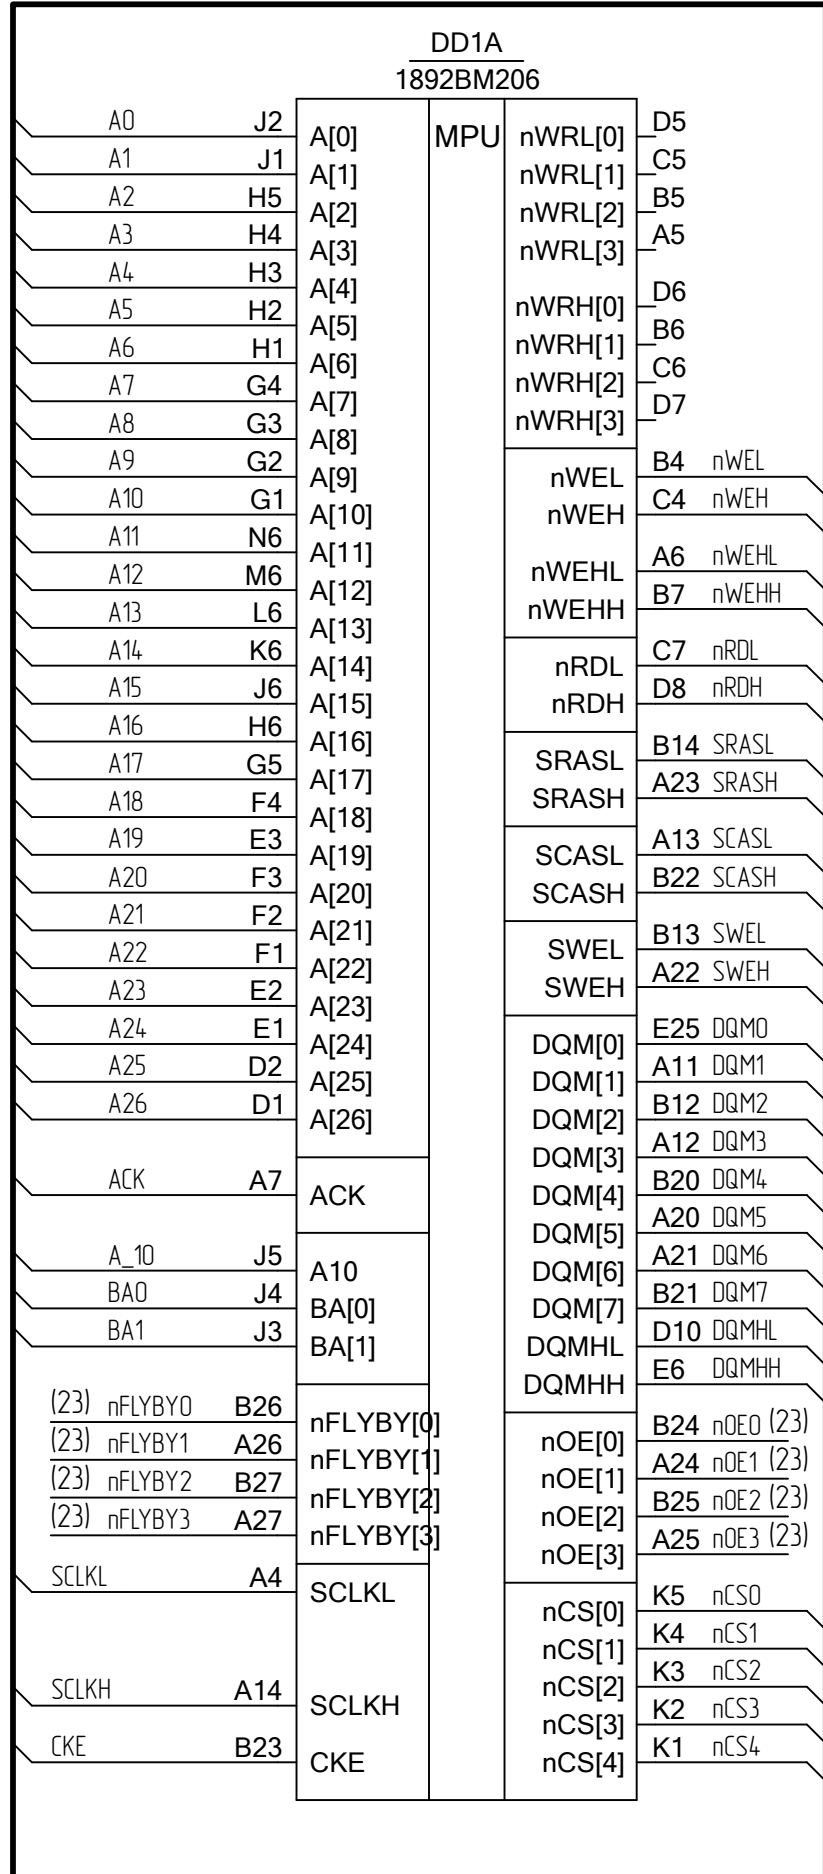 DD1A
1892ВМ206
MPU
A0 J2 A[0]
A1 J1 A[1]
A2 H5 A[2]
A3 H4 A[3]
A4 H3 A[4]
A5 H2 A[5]
A6 H1 A[6]
A7 G4 A[7]
A8 G3 A[8]
A9 G2 A[9]
A10 G1 A[10]
A11 N6 A[11]
A12 M6 A[12]
A13 L6 A[13]
A14 K6 A[14]
A15 J6 A[15]
A16 H6 A[16]
A17 G5 A[17]
A18 F4 A[18]
A19 E3 A[19]
A20 F3 A[20]
A21 F2 A[21]
A22 F1 A[22]
A23 E2 A[23]
A24 E1 A[24]
A25 D2 A[25]
A26 D1 A[26]
ACK A7 ACK
A_10 J5 A10
BA0 J4 BA[0]
BA1 J3 BA[1]
(23) nFLYBY0 B26 nFLYBY[0]
(23) nFLYBY1 A26 nFLYBY[1]
(23) nFLYBY2 B27 nFLYBY[2]
(23) nFLYBY3 A27 nFLYBY[3]
SCLKL A4 SCLKL
SCLKH A14 SCLKH
CKE B23 CKE
nWRL[0] D5
nWRL[1] C5
nWRL[2] B5
nWRL[3] A5
nWRH[0] D6
nWRH[1] B6
nWRH[2] C6
nWRH[3] D7
nWEL B4 nWEL
nWEH C4 nWEH
nWEHL A6 nWEHL
nWEHH B7 nWEHH
nRDL C7 nRDL
nRDH D8 nRDH
SRASL B14 SRASL
SRASH A23 SRASH
SCASL A13 SCASL
SCASH B22 SCASH
SWEL B13 SWEL
SWEH A22 SWEH
DQM[0] E25 DQM0
DQM[1] A11 DQM1
DQM[2] B12 DQM2
DQM[3] A12 DQM3
DQM[4] B20 DQM4
DQM[5] A20 DQM5
DQM[6] A21 DQM6
DQM[7] B21 DQM7
DQMHL D10 DQMHL
DQMHH E6 DQMHH
nOE[0] B24 nOE0 (23)
nOE[1] A24 nOE1 (23)
nOE[2] B25 nOE2 (23)
nOE[3] A25 nOE3 (23)
nCS[0] K5 nCS0
nCS[1] K4 nCS1
nCS[2] K3 nCS2
nCS[3] K2 nCS3
nCS[4] K1 nCS4